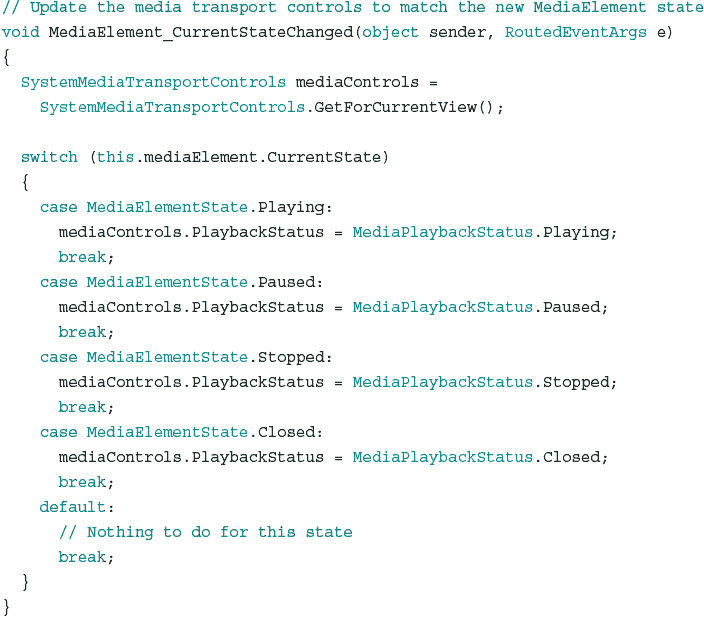 // Update the media transport controls to match the new MediaElement state
void MediaElement_CurrentStateChanged(object sender, RoutedEventArgs e)
{
  SystemMediaTransportControls mediaControls =
    SystemMediaTransportControls.GetForCurrentView();

  switch (this.mediaElement.CurrentState)
  {
    case MediaElementState.Playing:
      mediaControls.PlaybackStatus = MediaPlaybackStatus.Playing;
      break;
    case MediaElementState.Paused:
      mediaControls.PlaybackStatus = MediaPlaybackStatus.Paused;
      break;
    case MediaElementState.Stopped:
      mediaControls.PlaybackStatus = MediaPlaybackStatus.Stopped;
      break;
    case MediaElementState.Closed:
      mediaControls.PlaybackStatus = MediaPlaybackStatus.Closed;
      break;
    default:
      // Nothing to do for this state
      break;
  }
}